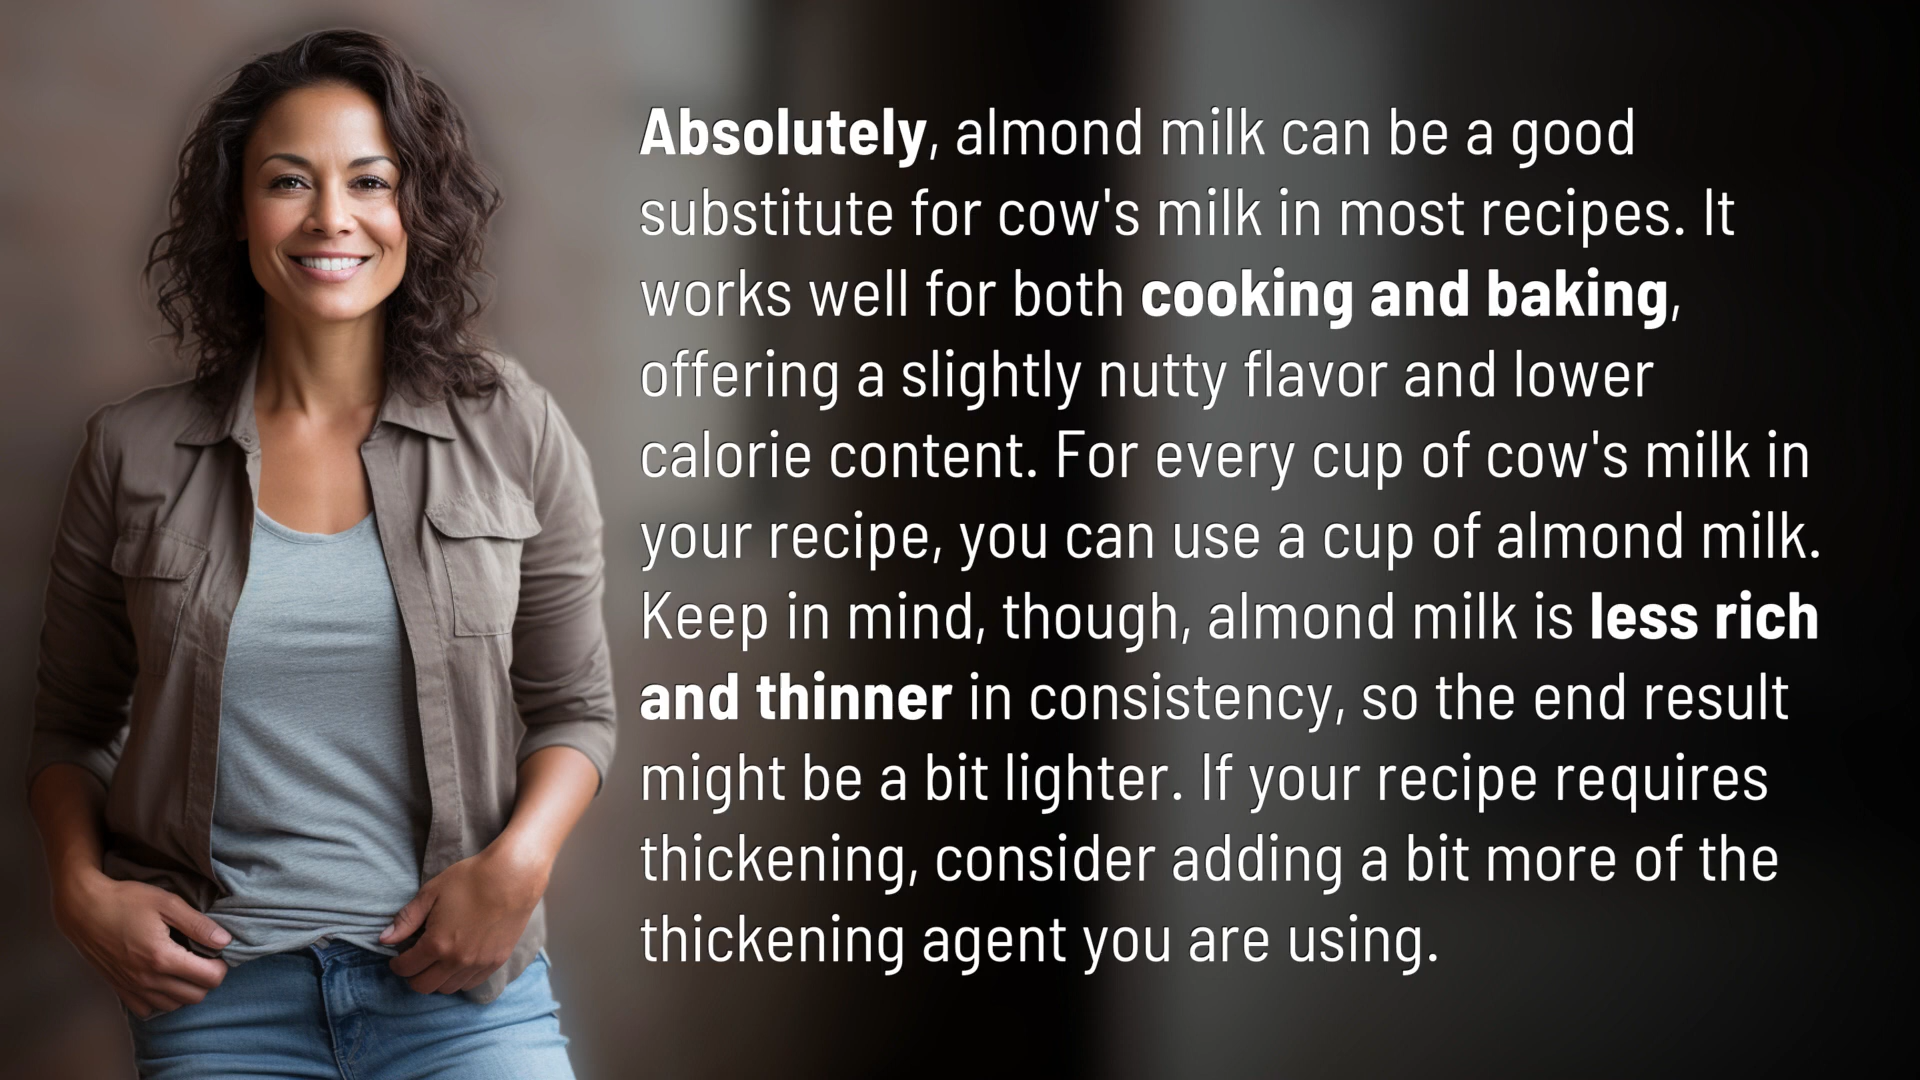 Absolutely, almond milk can be a good
substitute for cow's milk in most recipes. It
works well for both cooking and baking,
offering a slightly nutty flavor and lower
calorie content. For every cup of cow's milk in
your recipe, you can use a cup of almond milk.
Keep in mind, though, almond milk is less rich
and thinner in consistency, so the end result
might be a bit lighter. If your recipe requires
thickening, consider adding a bit more of the
thickening agent you are using.